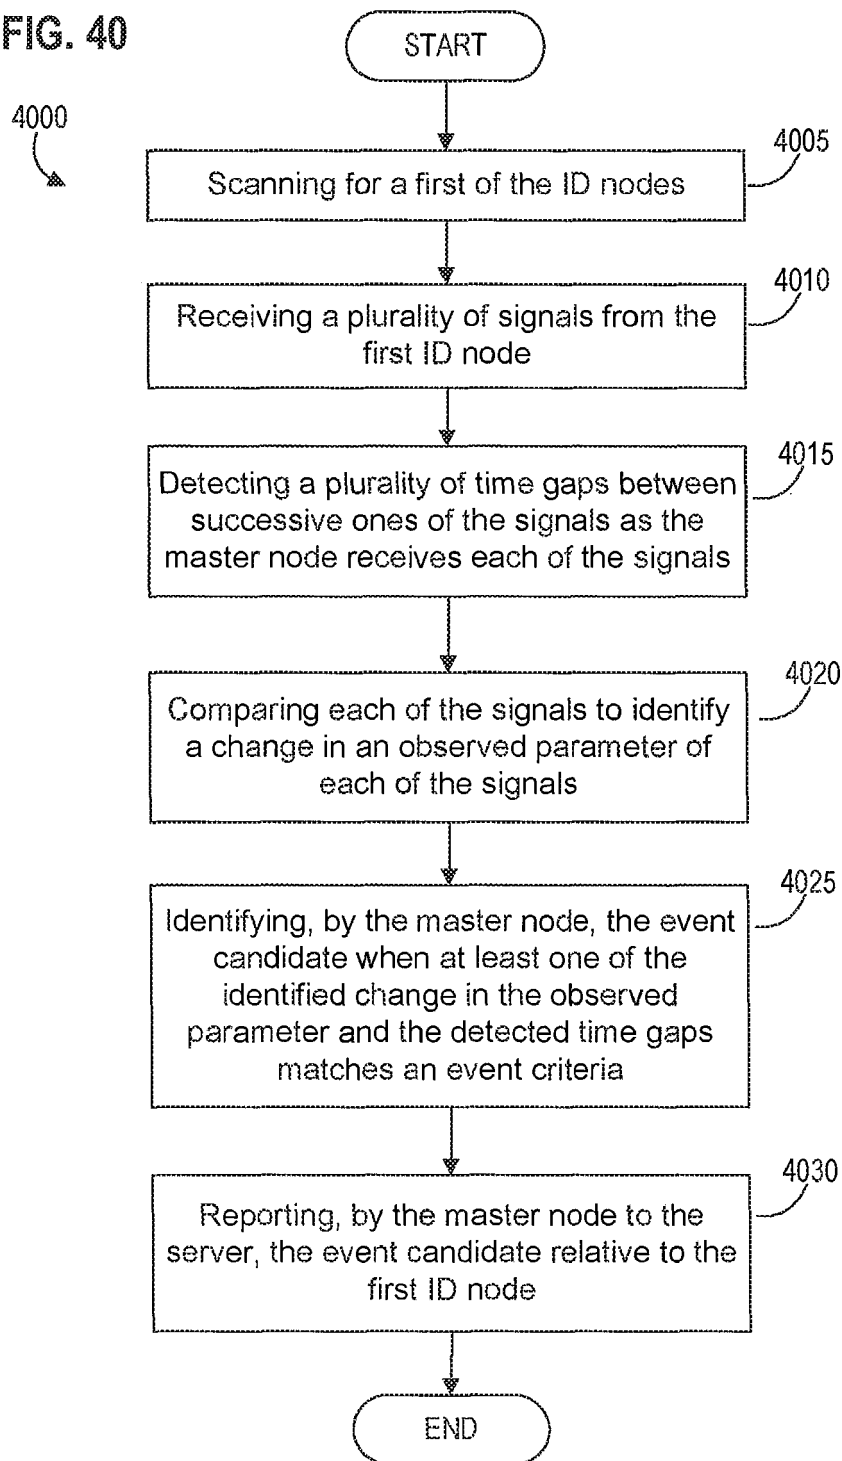 FIG. 40
START
4000
4005
Scanning for a first of the ID nodes
4010
Receiving a plurality of signals from the
first ID node
4015
Detecting a plurality of time gaps between
successive ones of the signals as the
master node receives each of the signals
4020
Comparing each of the signals to identify
a change in an observed parameter of
each of the signals
4025
Identifying, by the master node, the event
candidate when at least one of the
identified change in the observed
parameter and the detected time gaps
matches an event criteria
4030
Reporting, by the master node to the
server, the event candidate relative to the
first ID node
END